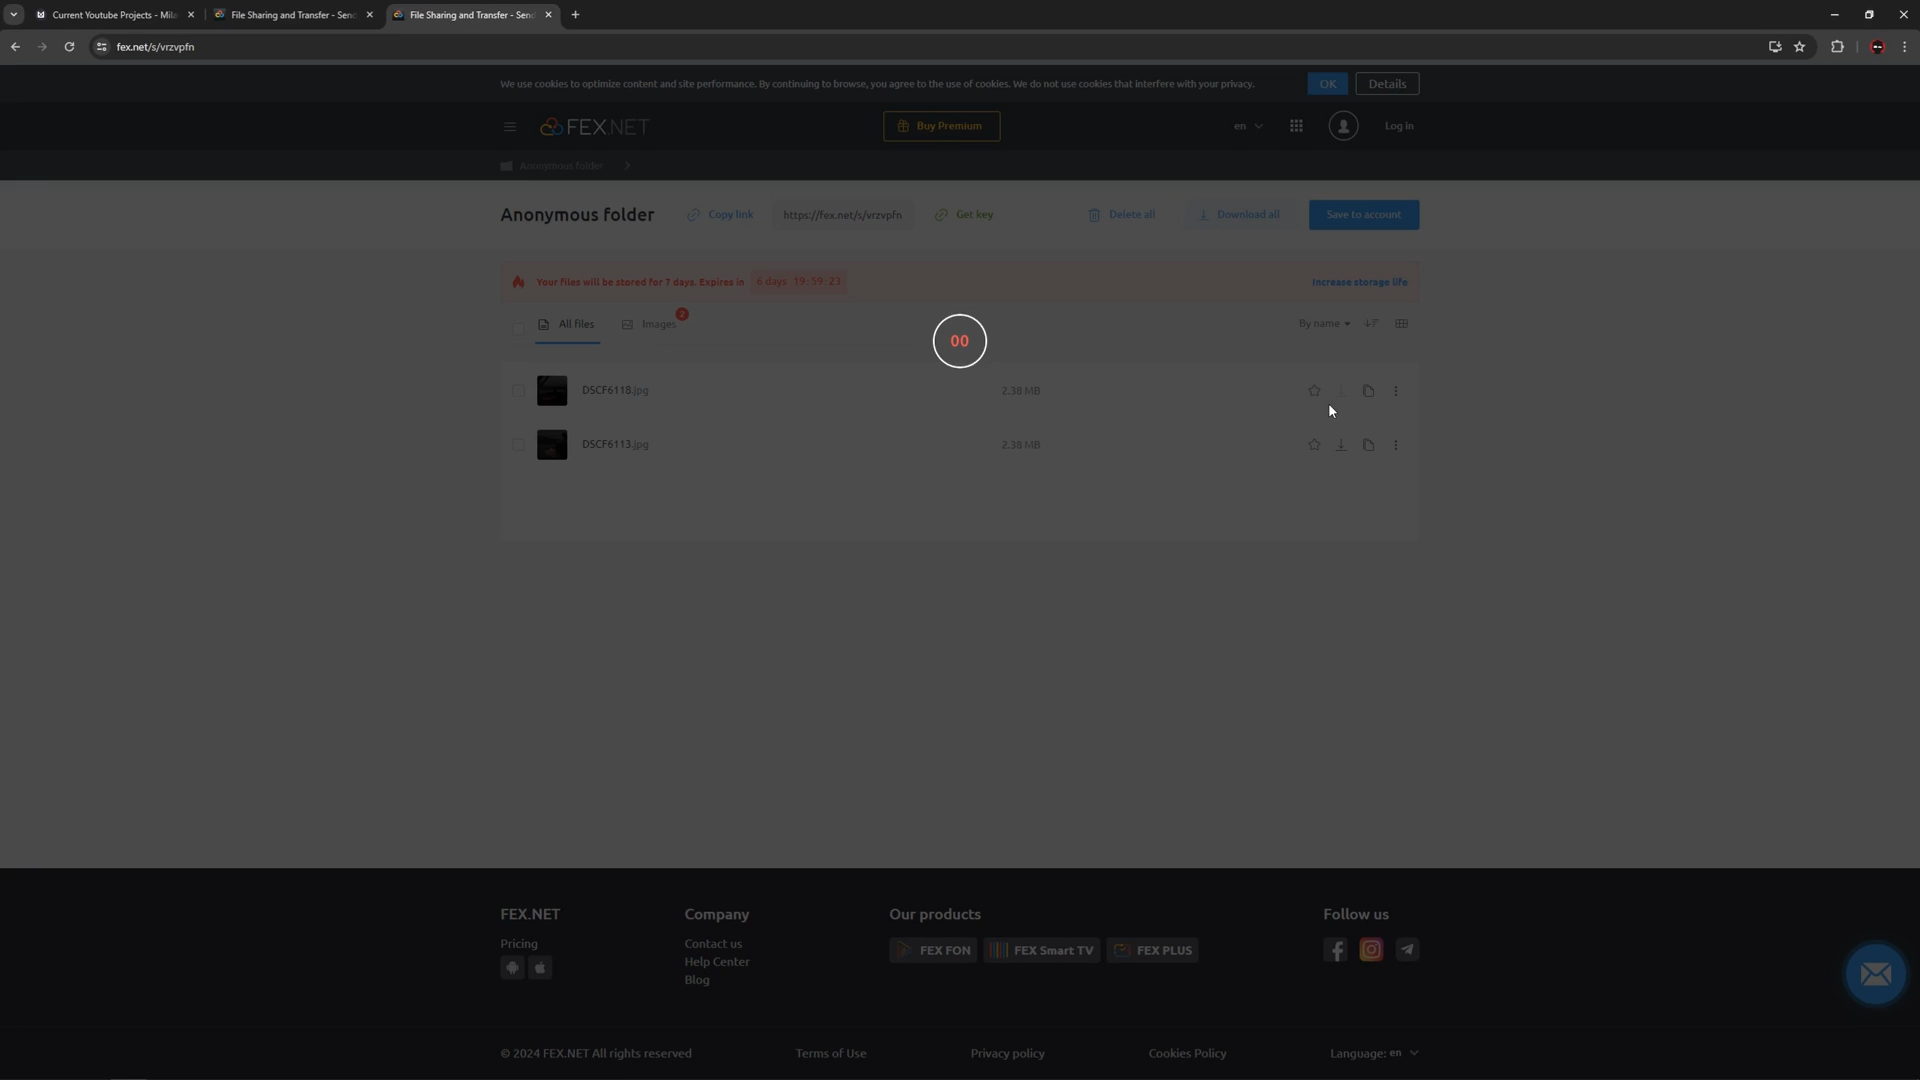 Current Youtube Projects - Mila
File Sharing and Transfer - Send
File Sharing and Transfer - Send
fex.net/s/vrzvpfn
We use cookies to optimize content and site performance. By continuing to browse, you agree to the use of cookies. We do not use cookies that interfere with your privacy.
OK
Details
FEX.NET
Buy Premium
en
Log in
Anonymous folder
Anonymous folder
Copy link
https://fex.net/s/vrzvpfn
Get key
Delete all
Download all
Save to account
Your files will be stored for 7 days. Expires in 6 days 19:59:23
Increase storage life
All files
Images
2
By name
00
DSCF6118.jpg
2.38 MB
DSCF6113.jpg
2.38 MB
FEX.NET
Company
Our products
Follow us
Pricing
Contact us
Help Center
Blog
FEX FON
FEX Smart TV
FEX PLUS
© 2024 FEX.NET All rights reserved
Terms of Use
Privacy policy
Cookies Policy
Language: en